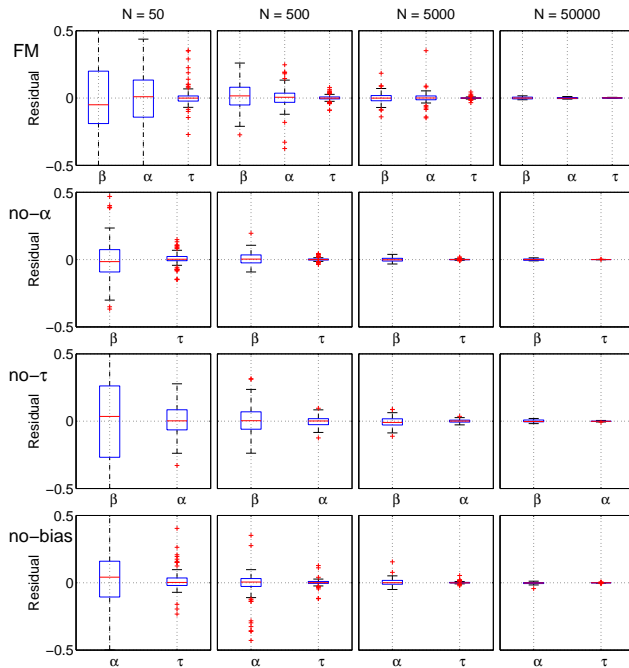 N = 50 N = 500 N = 5000 N = 50000
FM
Residual
0.5
0
−0.5
β α τ β α τ β α τ β α τ
no−α
Residual
0.5
0
−0.5
β τ β τ β τ β τ
no−τ
Residual
0.5
0
−0.5
β α β α β α β α
no−bias
Residual
0.5
0
−0.5
α τ α τ α τ α τ